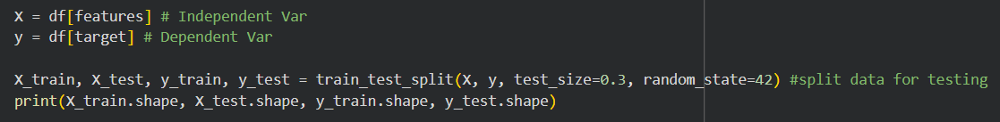 X = df[features] # Independent Var
y = df[target] # Dependent Var
X_train, X_test, y_train, y_test = train_test_split(X, y, test_size=0.3, random_state=42) #split data for testing
print(X_train.shape, X_test.shape, y_train.shape, y_test.shape)